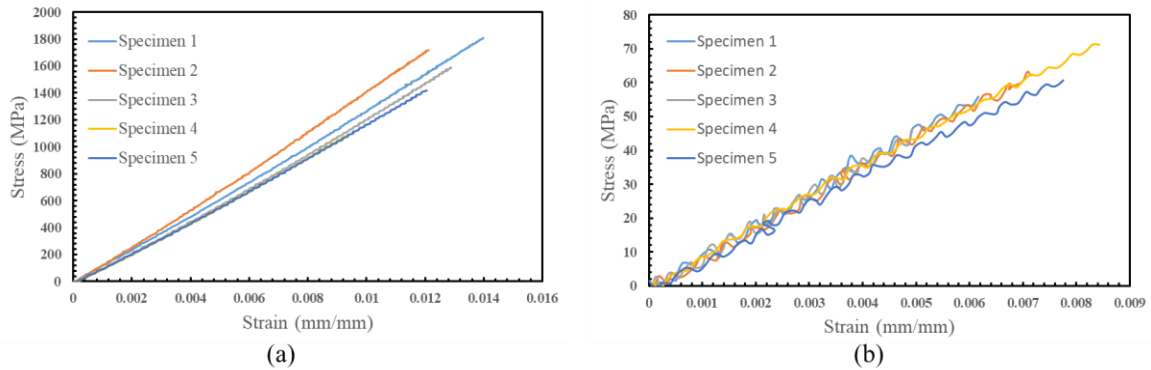 2000
1800
1600
1400
1200
1000
800
600
400
200
0
Stress (MPa)
Specimen 1
Specimen 2
Specimen 3
Specimen 4
Specimen 5
0 0.002 0.004 0.006 0.008 0.01 0.012 0.014 0.016
Strain (mm/mm)
(a)
80
70
60
50
40
30
20
10
0
Stress (MPa)
Specimen 1
Specimen 2
Specimen 3
Specimen 4
Specimen 5
0 0.001 0.002 0.003 0.004 0.005 0.006 0.007 0.008 0.009
Strain (mm/mm)
(b)